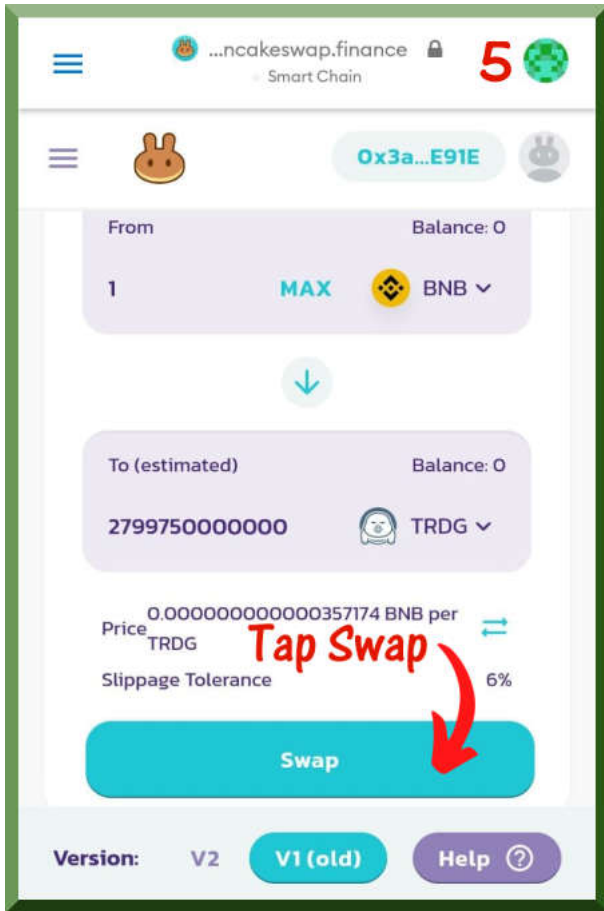 ...ncakeswap.finance
5
Smart Chain
0x3a...E91E
From Balance: 0
1 MAX BNB
To (estimated) Balance: 0
2799750000000 TRDG
Price 0.000000000000357174 BNB per
TRDG
Tap Swap
Slippage Tolerance 6%
Swap
Version: V2 V1 (old) Help ?